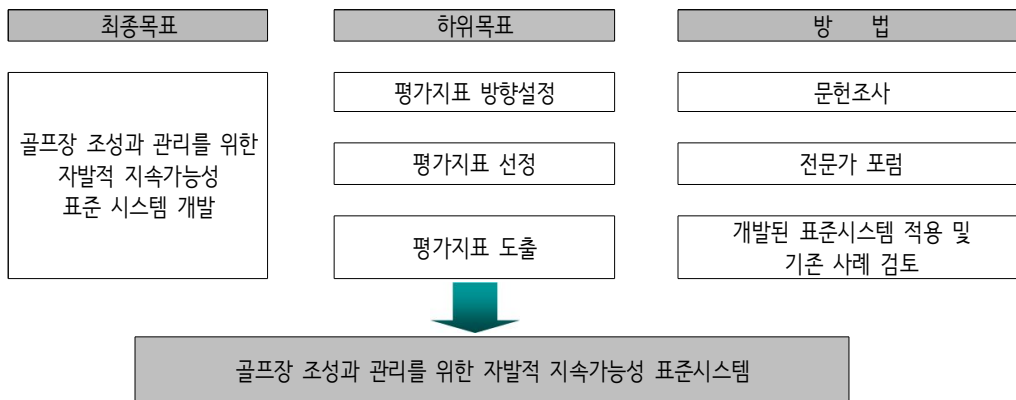 최종목표
하위목표
방 법
골프장 조성과 관리를 위한
자발적 지속가능성
표준 시스템 개발
평가지표 방향설정
평가지표 선정
평가지표 도출
문헌조사
전문가 포럼
개발된 표준시스템 적용 및
기존 사례 검토
골프장 조성과 관리를 위한 자발적 지속가능성 표준시스템